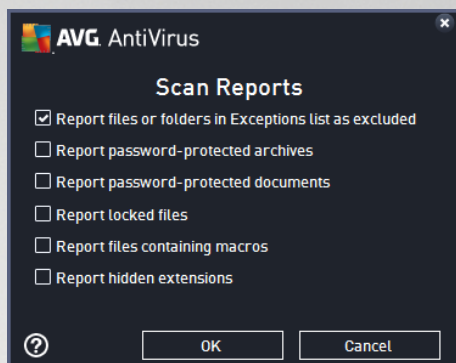 AVG. AntiVirus
Scan Reports
Report files or folders in Exceptions list as excluded
Report password-protected archives
Report password-protected documents
Report locked files
Report files containing macros
Report hidden extensions
?
OK
Cancel